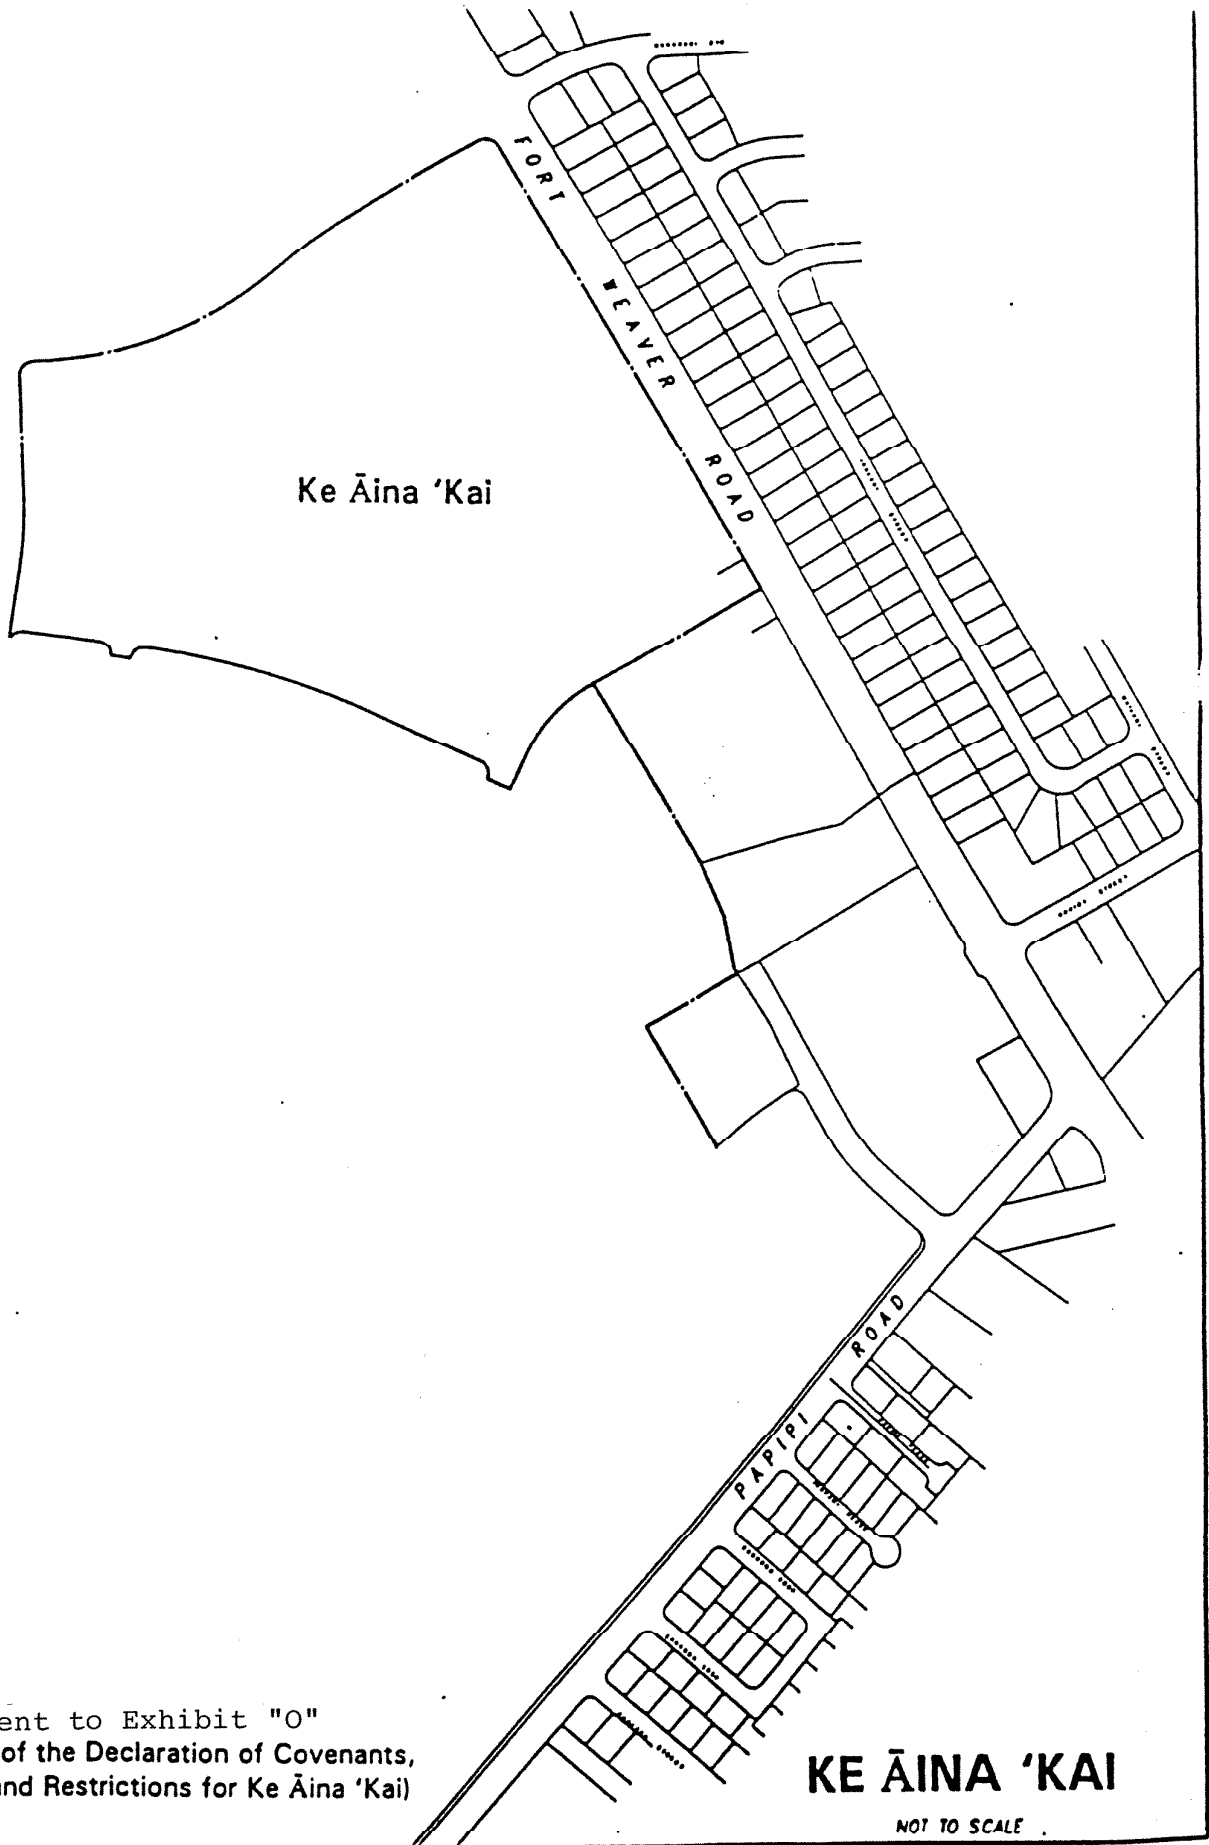 FORT WEAVER ROAD
Ke Āina ‘Kai
PAPIPI ROAD
ent to Exhibit "O"
of the Declaration of Covenants,
nd Restrictions for Ke Āina ‘Kai)
KE ĀINA ‘KAI
NOT TO SCALE